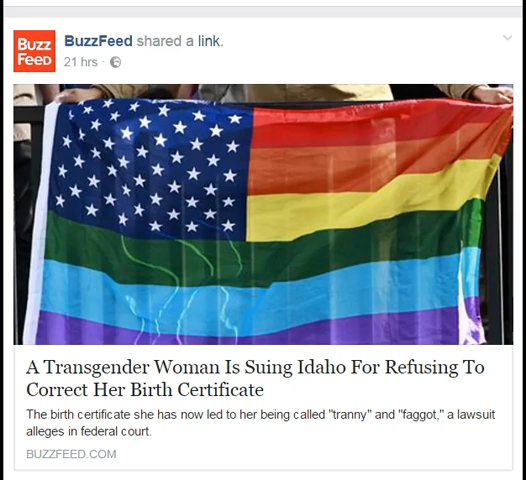 BuzzFeed
BuzzFeed shared a link.
21 hrs ·
A Transgender Woman Is Suing Idaho For Refusing To
Correct Her Birth Certificate
The birth certificate she has now led to her being called "tranny" and "faggot," a lawsuit
alleges in federal court.
BUZZFEED.COM